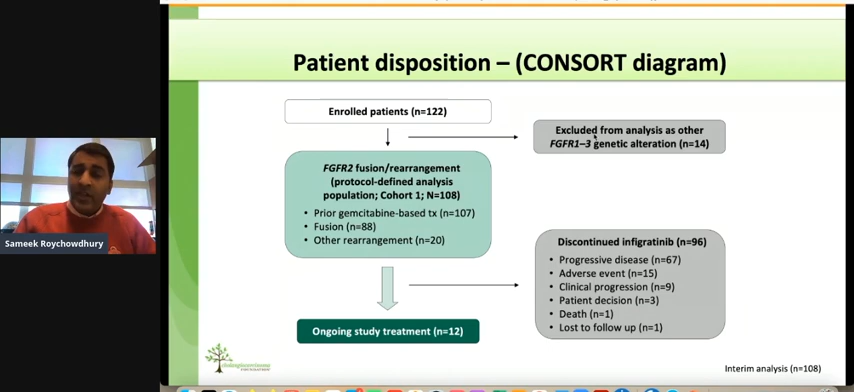 Patient disposition – (CONSORT diagram)
Enrolled patients (n=122)
Excluded from analysis as other
FGFR1–3 genetic alteration (n=14)
FGFR2 fusion/rearrangement
(protocol-defined analysis
population; Cohort 1; N=108)
• Prior gemcitabine-based tx (n=107)
• Fusion (n=88)
• Other rearrangement (n=20)
Discontinued infigratinib (n=96)
• Progressive disease (n=67)
• Adverse event (n=15)
• Clinical progression (n=9)
• Patient decision (n=3)
• Death (n=1)
• Lost to follow up (n=1)
Ongoing study treatment (n=12)
Interim analysis (n=108)
Sameek Roychowdhury